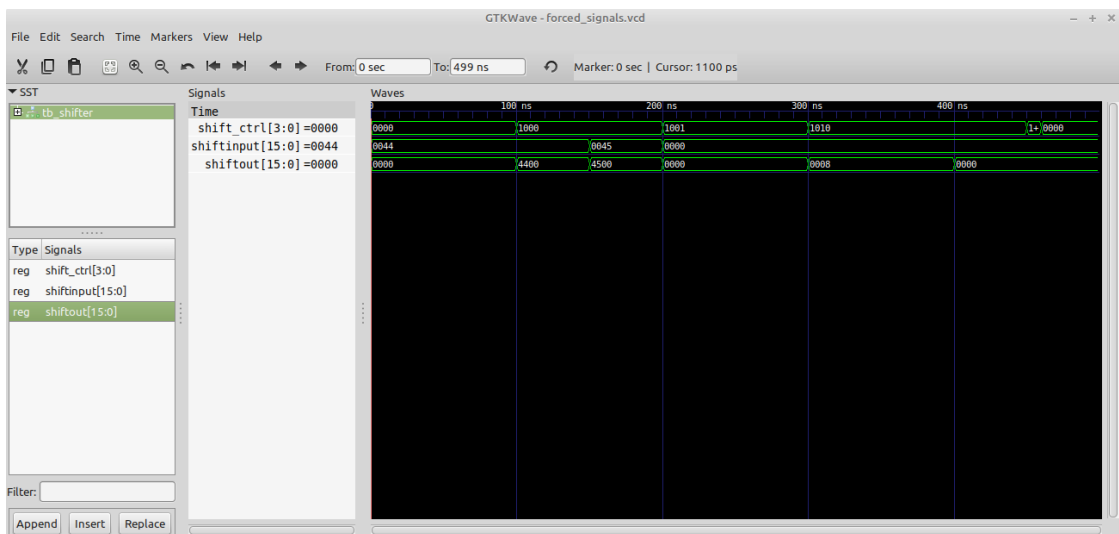 GTKWave - forced_signals.vcd
File Edit Search Time Markers View Help
From: 0 sec To: 499 ns Marker: 0 sec | Cursor: 1100 ps
SST
tb_shifter
Type Signals
reg shift_ctrl[3:0]
reg shiftinput[15:0]
reg shiftout[15:0]
Filter:
Append Insert Replace
Signals
Time
shift_ctrl[3:0] =0000
shiftinput[15:0] =0044
shiftout[15:0] =0000
Waves
0 100 ns 200 ns 300 ns 400 ns
0000 1000 1001 1010 1+ 0000
0044 0045 0000
0000 4400 4500 0000 0008 0000